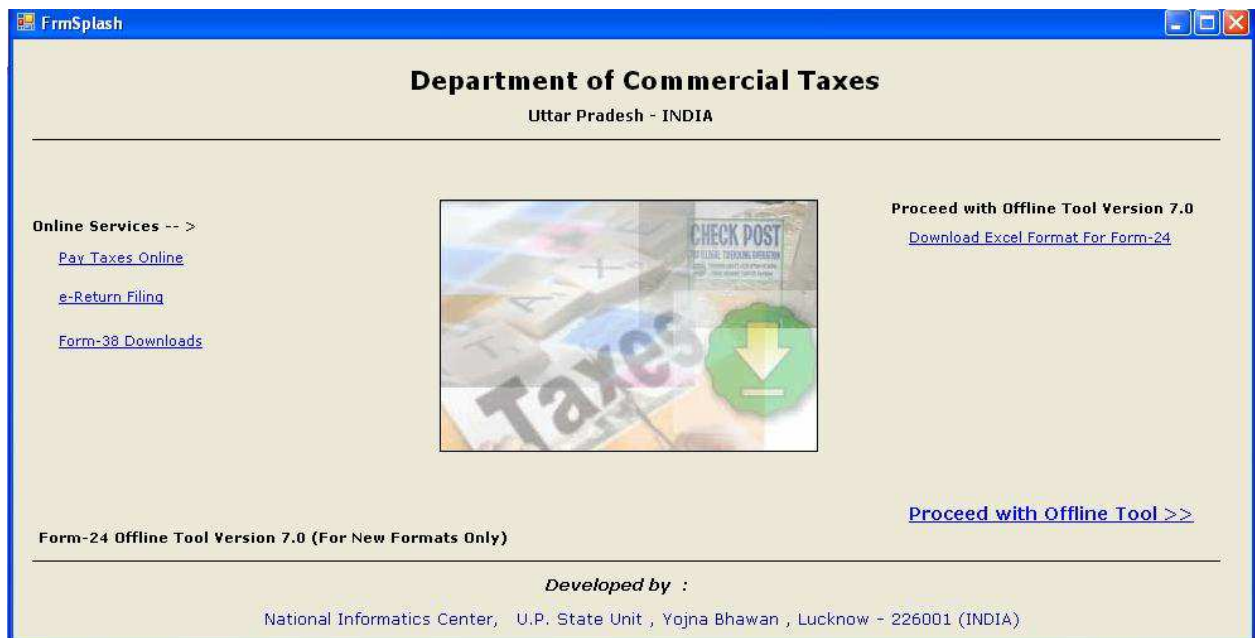 FrmSplash
Department of Commercial Taxes
Uttar Pradesh - INDIA
Online Services -- >
Pay Taxes Online
e-Return Filing
Form-38 Downloads
CHECK POST
Taxes
Proceed with Offline Tool Version 7.0
Download Excel Format For Form-24
Proceed with Offline Tool >>
Form-24 Offline Tool Version 7.0 (For New Formats Only)
Developed by :
National Informatics Center, U.P. State Unit , Yojna Bhawan , Lucknow - 226001 (INDIA)